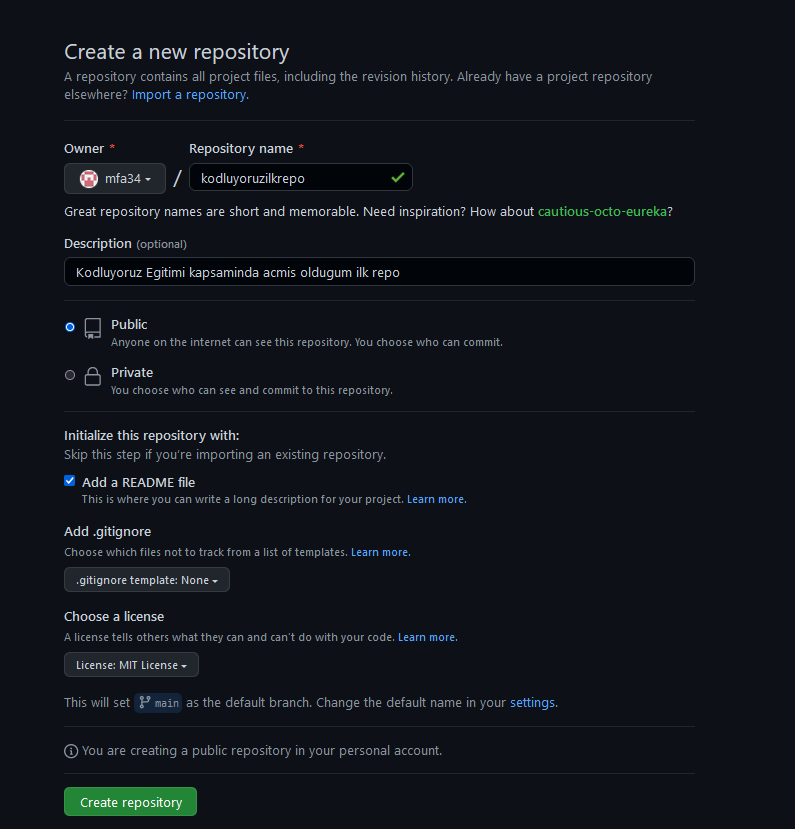 Create a new repository
A repository contains all project files, including the revision history. Already have a project repository
elsewhere? Import a repository.
Owner * Repository name *
mfa34 / kodluyoruzilkrepo
Great repository names are short and memorable. Need inspiration? How about cautious-octo-eureka?
Description (optional)
Kodluyoruz Egitimi kapsaminda acmis oldugum ilk repo
Public
Anyone on the internet can see this repository. You choose who can commit.
Private
You choose who can see and commit to this repository.
Initialize this repository with:
Skip this step if you're importing an existing repository.
Add a README file
This is where you can write a long description for your project. Learn more.
Add .gitignore
Choose which files not to track from a list of templates. Learn more.
.gitignore template: None
Choose a license
A license tells others what they can and can't do with your code. Learn more.
License: MIT License
This will set main as the default branch. Change the default name in your settings.
You are creating a public repository in your personal account.
Create repository